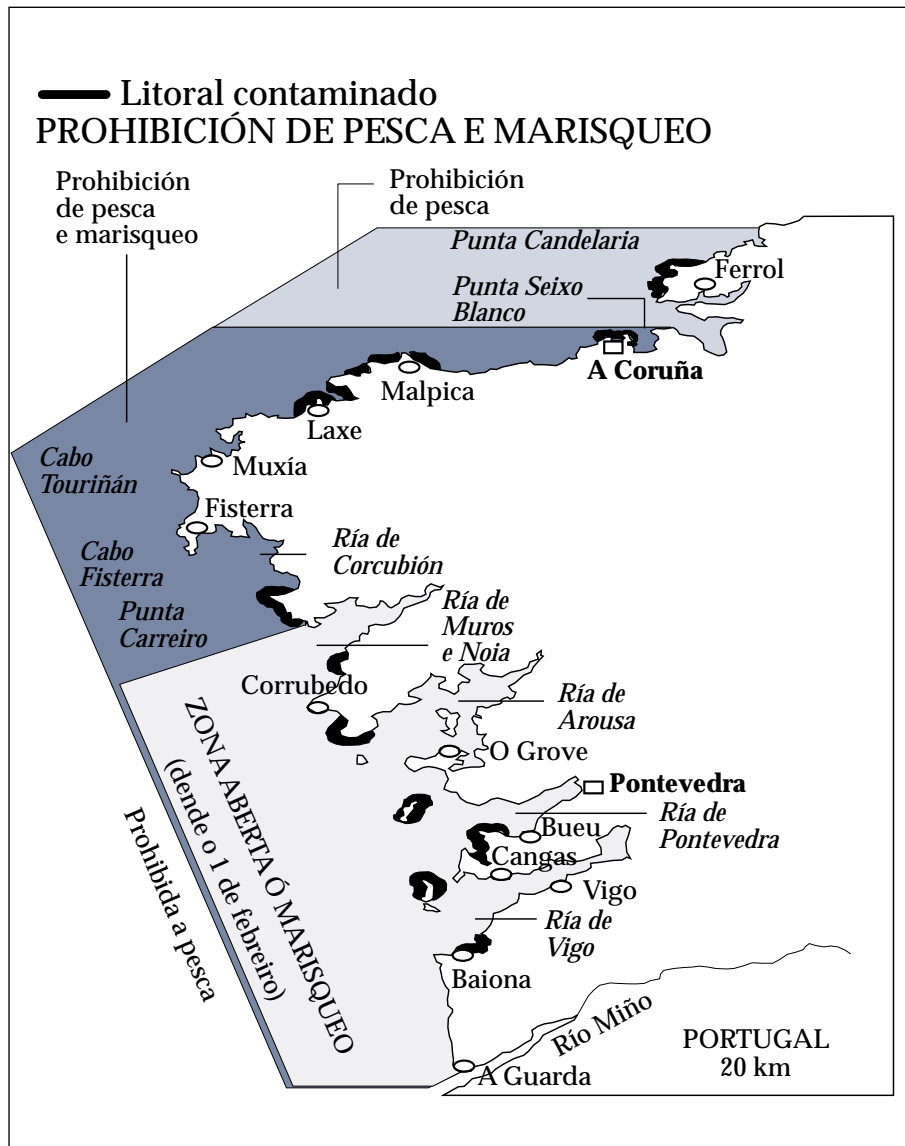 Litoral contaminado
PROHIBICIÓN DE PESCA E MARISQUEO
Prohibición
de pesca
e marisqueo
Prohibición
de pesca
Punta Candelaria
Ferrol
Punta Seixo
Blanco
A Coruña
Malpica
Laxe
Cabo
Touriñán
Muxía
Fisterra
Cabo
Fisterra
Ría de
Corcubión
Punta
Carreiro
Ría de
Muros
e Noia
Corrubedo
Ría de
Arousa
O Grove
Pontevedra
Ría de
Pontevedra
Bueu
Cangas
Vigo
Ría de
Vigo
Baiona
ZONA ABERTA Ó MARISQUEO
(dende o 1 de febreiro)
Prohibida a pesca
Río Miño
A Guarda
PORTUGAL
20 km